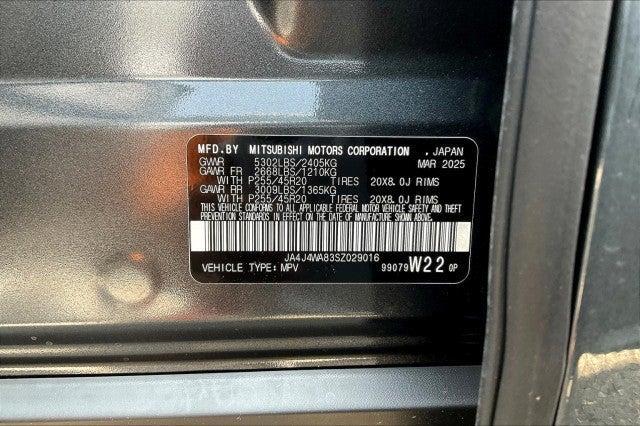 MFD.BY MITSUBISHI MOTORS CORPORATION , JAPAN
GVWR 5302LBS/2405KG MAR 2025
GAWR FR 2668LBS/1210KG
WITH P255/45R20 TIRES 20X8.0J RIMS
GAWR RR 3009LBS/1365KG
WITH P255/45R20 TIRES 20X8.0J RIMS
THIS VEHICLE CONFORMS TO ALL APPLICABLE FEDERAL MOTOR VEHICLE SAFETY AND THEFT
PREVENTION STANDARDS IN EFFECT ON THE DATE OF MANUFACTURE SHOWN ABOVE.
JA4J4WA83SZ029016
VEHICLE TYPE: MPV 99079 W22 0P